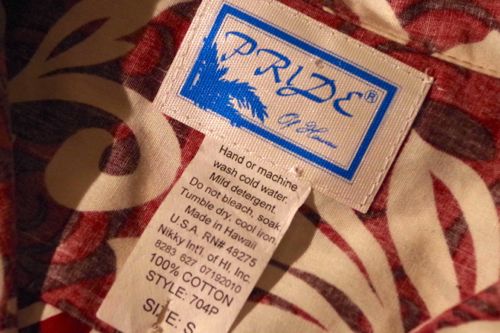 PRIDE®
Of Hawaii
Hand or machine
wash cold water.
Mild detergent.
Do not bleach, soak.
Tumble dry, cool iron.
Made in Hawaii
U.S.A. RN# 48275
Nikky Int'l. of HI, Inc.
8283 627 07192010
100% COTTON
STYLE: 704P
SIZE: S